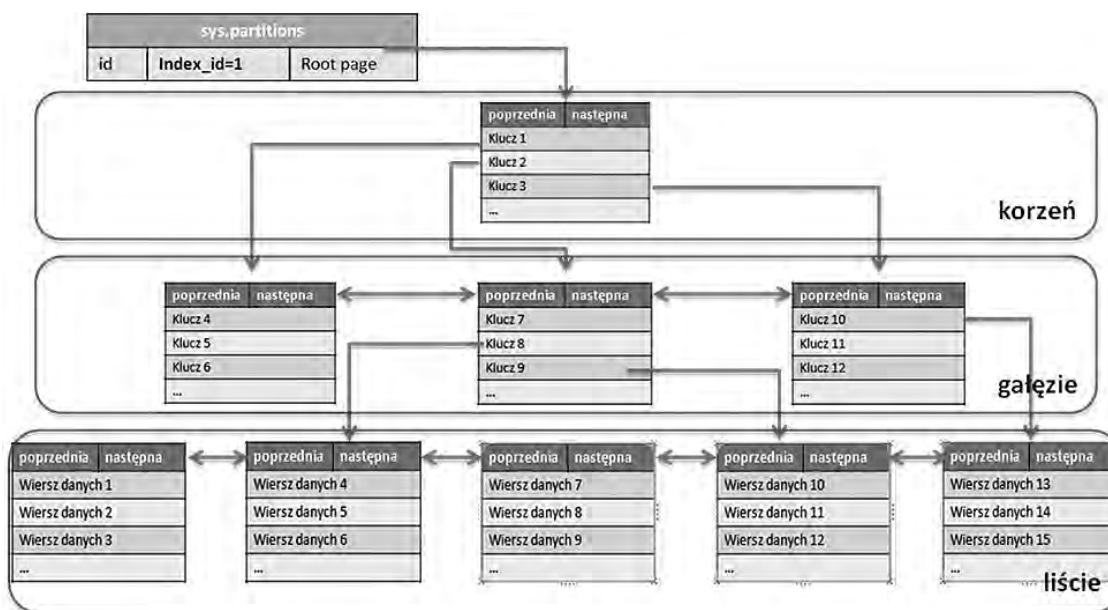 sys.partitions
id Index_id=1 Root page
poprzednia następna
Klucz 1
Klucz 2
Klucz 3
...
korzeń
poprzednia następna
Klucz 4
Klucz 5
Klucz 6
...
poprzednia następna
Klucz 7
Klucz 8
Klucz 9
...
poprzednia następna
Klucz 10
Klucz 11
Klucz 12
...
gałęzie
poprzednia następna
Wiersz danych 1
Wiersz danych 2
Wiersz danych 3
...
poprzednia następna
Wiersz danych 4
Wiersz danych 5
Wiersz danych 6
...
poprzednia następna
Wiersz danych 7
Wiersz danych 8
Wiersz danych 9
...
poprzednia następna
Wiersz danych 10
Wiersz danych 11
Wiersz danych 12
...
poprzednia następna
Wiersz danych 13
Wiersz danych 14
Wiersz danych 15
...
liście